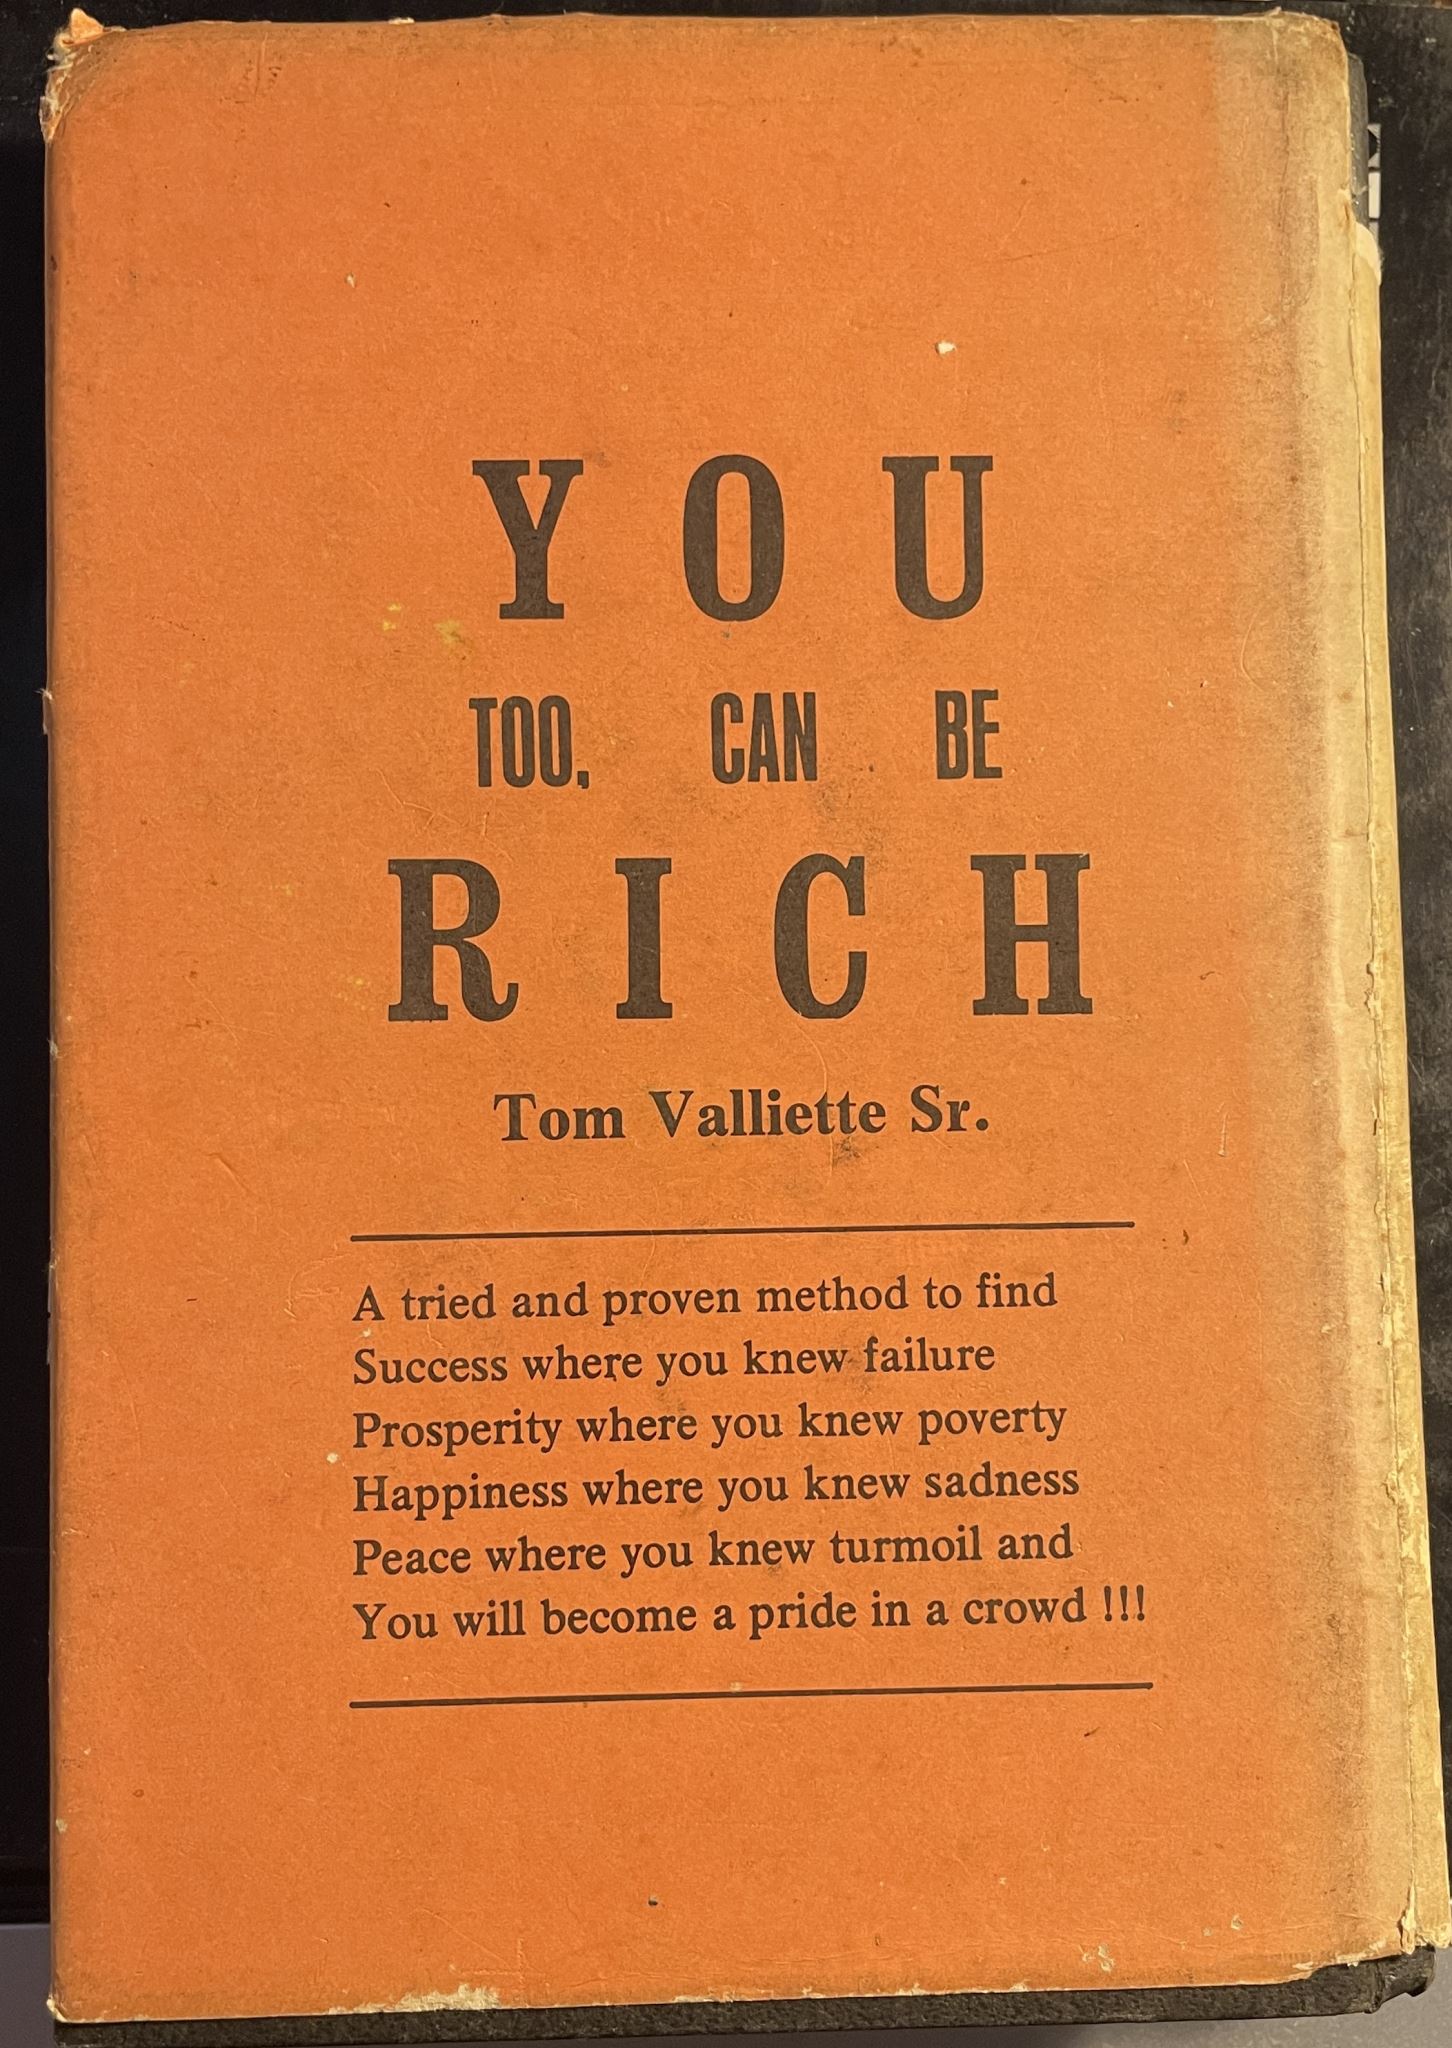 YOU
TOO, CAN BE
RICH
Tom Valliette Sr.
A tried and proven method to find
Success where you knew failure
Prosperity where you knew poverty
Happiness where you knew sadness
Peace where you knew turmoil and
You will become a pride in a crowd !!!